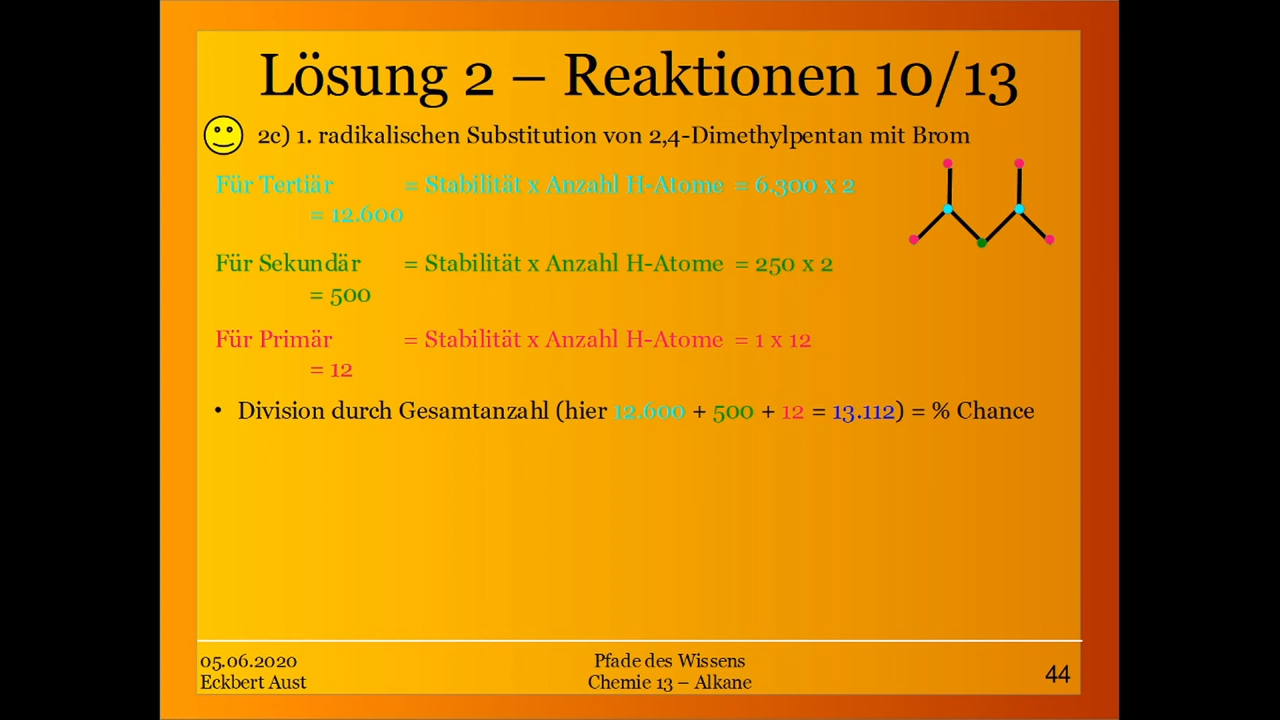 Lösung 2 – Reaktionen 10/13
2c) 1. radikalischen Substitution von 2,4-Dimethylpentan mit Brom
Für Tertiär = Stabilität x Anzahl H-Atome = 6.300 x 2
= 12.600
Für Sekundär = Stabilität x Anzahl H-Atome = 250 x 2
= 500
Für Primär = Stabilität x Anzahl H-Atome = 1 x 12
= 12
• Division durch Gesamtanzahl (hier 12.600 + 500 + 12 = 13.112) = % Chance
05.06.2020
Eckbert Aust
Pfade des Wissens
Chemie 13 – Alkane
44